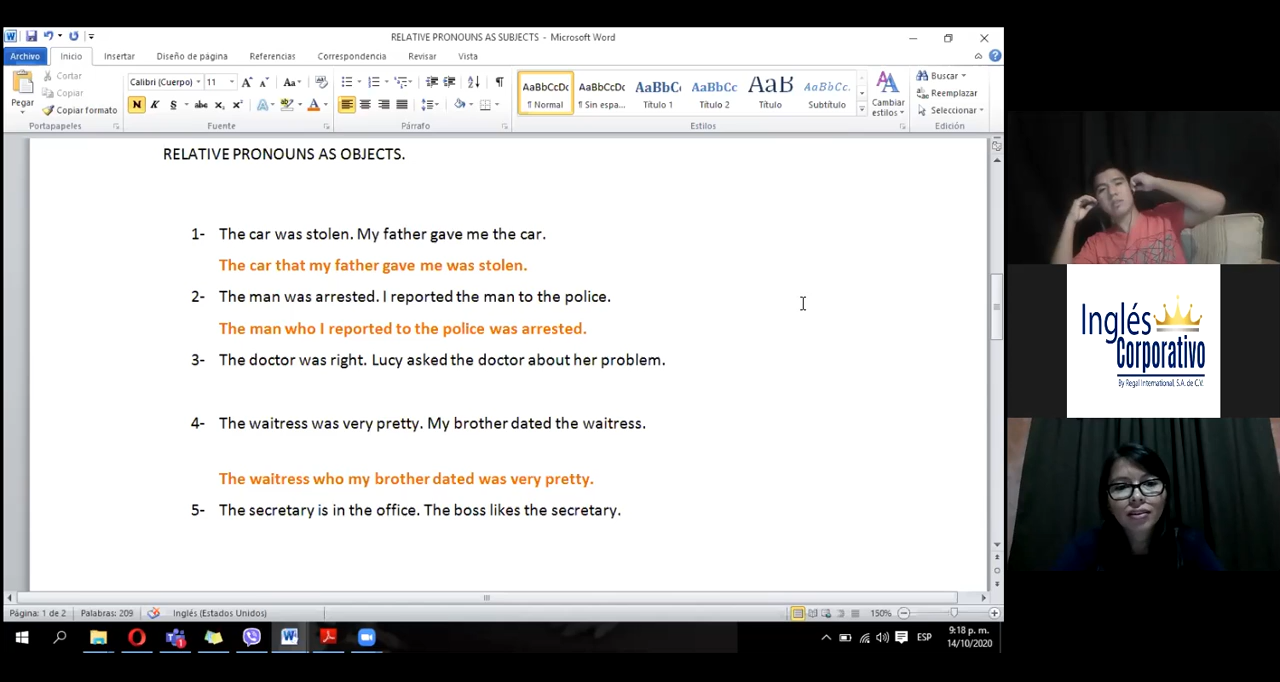 RELATIVE PRONOUNS AS SUBJECTS - Microsoft Word
Archivo Inicio Insertar Diseño de página Referencias Correspondencia Revisar Vista
Pegar
Cortar
Copiar
Copiar formato
Portapapeles
Calibri (Cuerpo) 11
N K S abc x₂ x²
Fuente
Párrafo
AaBbCcDc AaBbCcDc AaBbC AaBbCc AaB AaBbCc.
¶ Normal ¶ Sin espa... Título 1 Título 2 Título Subtítulo
Estilos
Cambiar estilos
Buscar
Reemplazar
Seleccionar
Edición
RELATIVE PRONOUNS AS OBJECTS.
1- The car was stolen. My father gave me the car.
The car that my father gave me was stolen.
2- The man was arrested. I reported the man to the police.
The man who I reported to the police was arrested.
3- The doctor was right. Lucy asked the doctor about her problem.
4- The waitress was very pretty. My brother dated the waitress.
The waitress who my brother dated was very pretty.
5- The secretary is in the office. The boss likes the secretary.
Página: 1 de 2 Palabras: 209 Inglés (Estados Unidos) 150%
ESP
9:18 p. m.
14/10/2020
Inglés
Corporativo
By Regal International, S.A. de C.V.